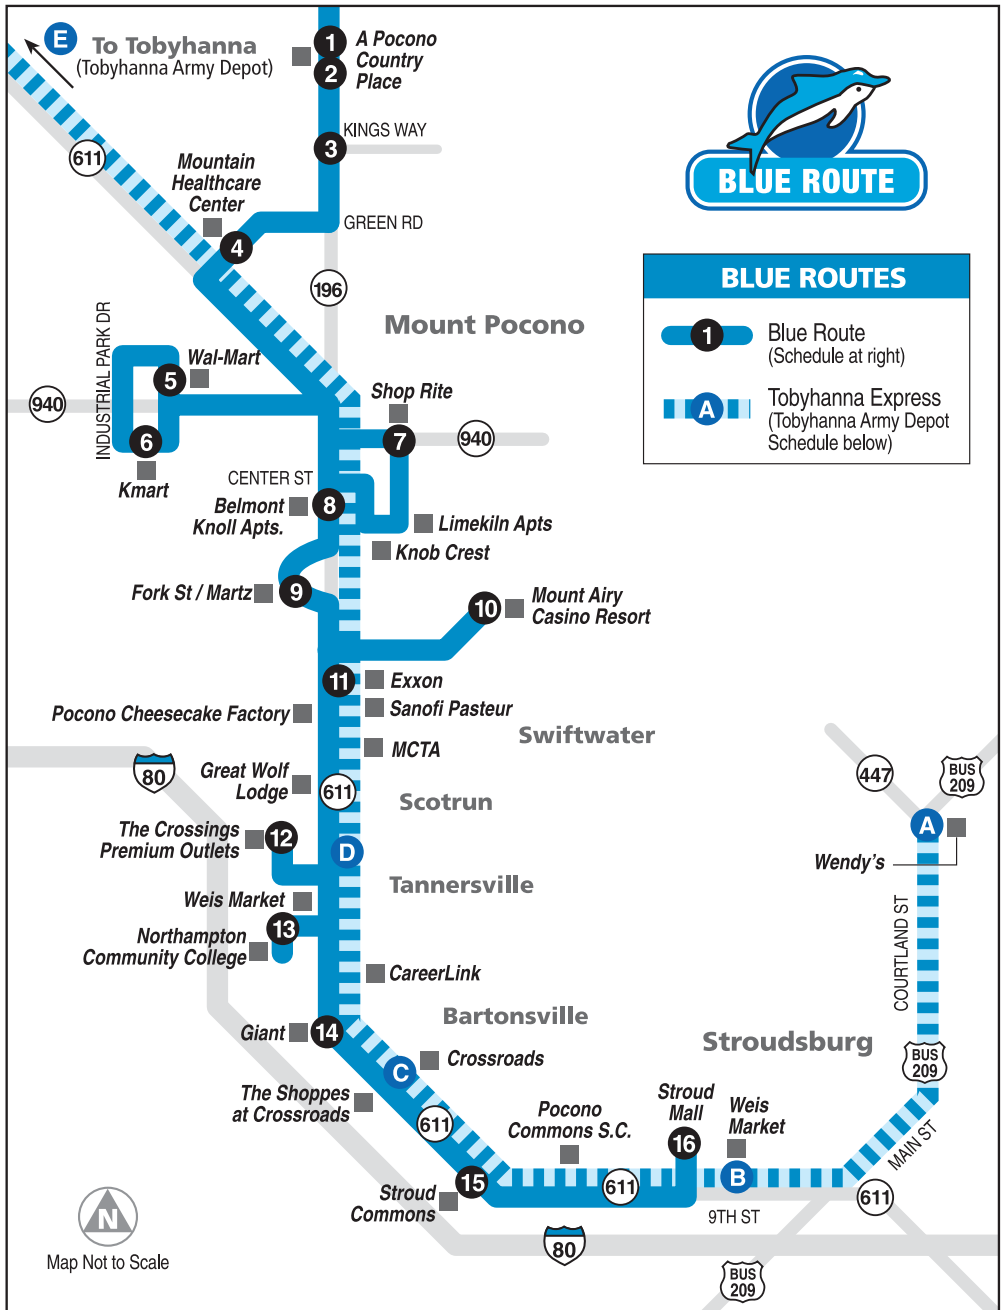 E
To Tobyhanna
(Tobyhanna Army Depot)
1
2
A Pocono
Country
Place
611
3
KINGS WAY
Mountain
Healthcare
Center
4
GREEN RD
196
BLUE ROUTE
BLUE ROUTES
1
Blue Route
(Schedule at right)
A
Tobyhanna Express
(Tobyhanna Army Depot
Schedule below)
Mount Pocono
INDUSTRIAL PARK DR
Wal-Mart
5
940
6
Kmart
Shop Rite
7
940
CENTER ST
8
Belmont
Knoll Apts.
Limekiln Apts
Knob Crest
Fork St / Martz
9
10
Mount Airy
Casino Resort
11
Exxon
Sanofi Pasteur
Pocono Cheesecake Factory
MCTA
Swiftwater
80
Great Wolf
Lodge
611
Scotrun
447
BUS
209
The Crossings
Premium Outlets
12
D
A
Wendy's
Tannersville
Weis Market
13
Northampton
Community College
CareerLink
COURTLAND ST
Bartonsville
Giant
14
Stroudsburg
C
Crossroads
BUS
209
The Shoppes
at Crossroads
611
Pocono
Commons S.C.
Stroud
Mall
16
Weis
Market
MAIN ST
15
Stroud
Commons
611
B
611
9TH ST
N
Map Not to Scale
80
BUS
209